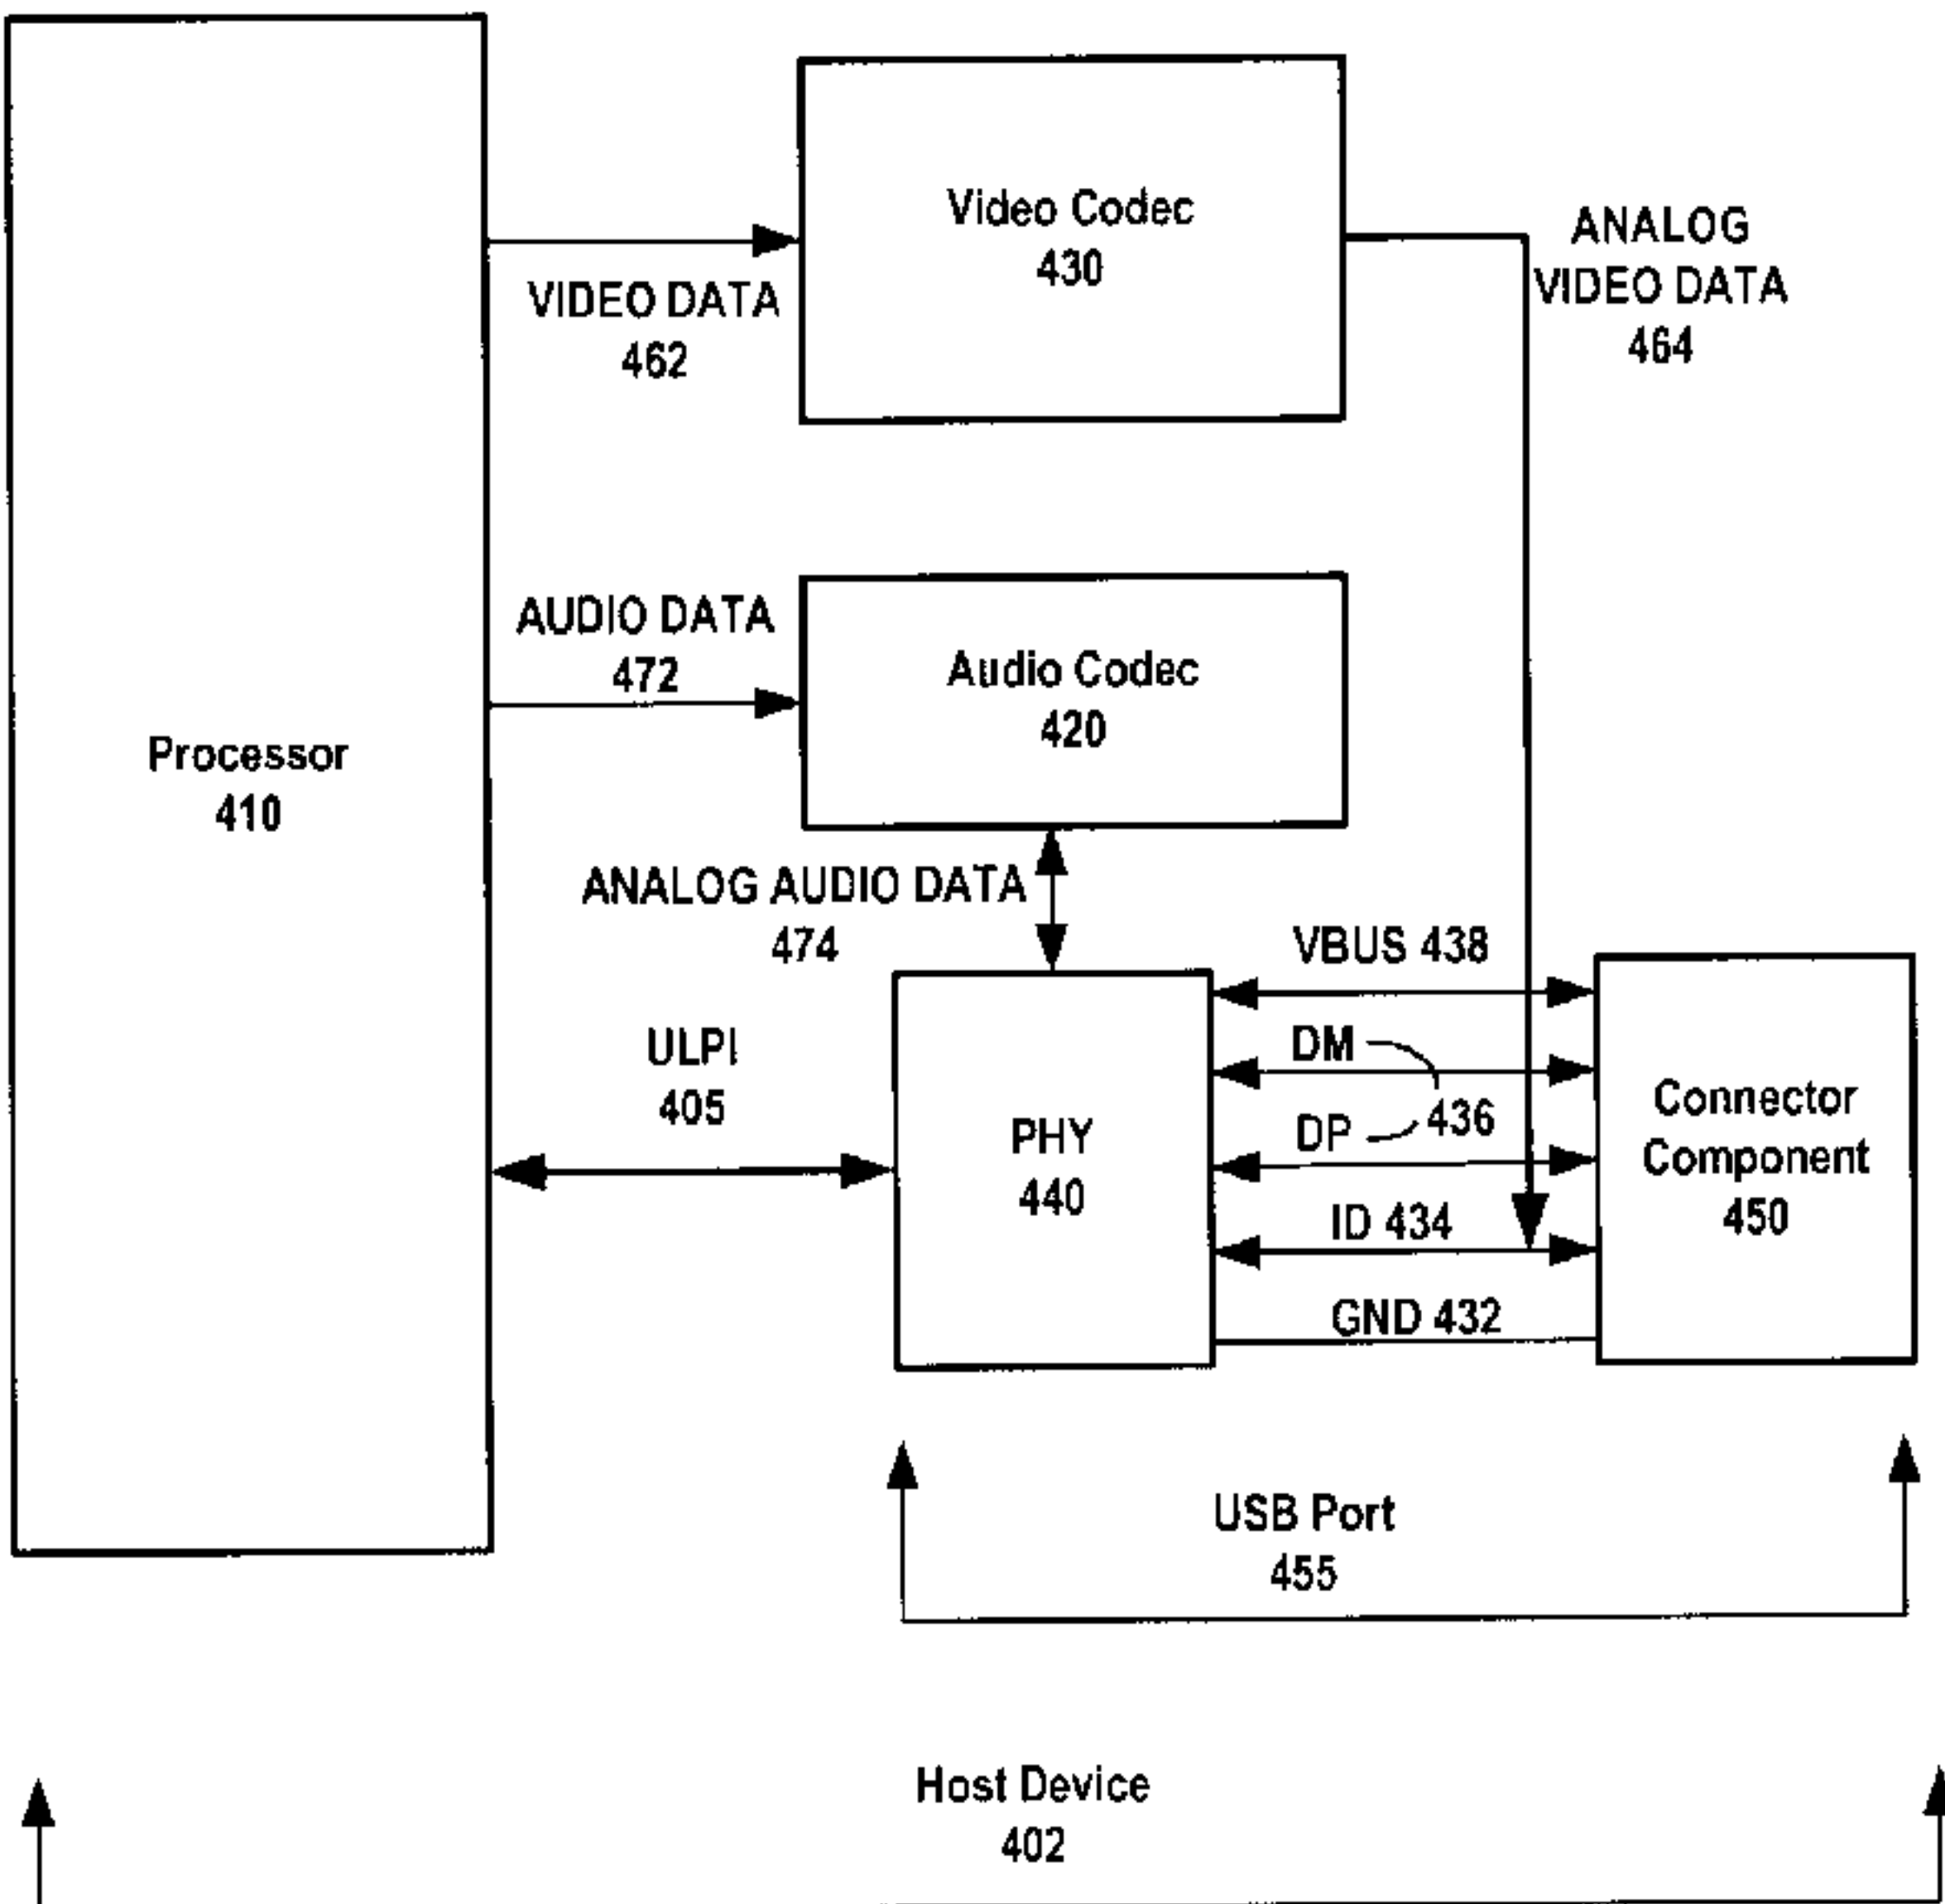 Video Codec
430
ANALOG
VIDEO DATA
464
VIDEO DATA
462
AUDIO DATA
472
Audio Codec
420
Processor
410
ANALOG AUDIO DATA
474
VBUS 438
ULPI
405
DM
436
DP
PHY
440
Connector
Component
450
ID 434
GND 432
USB Port
455
Host Device
402